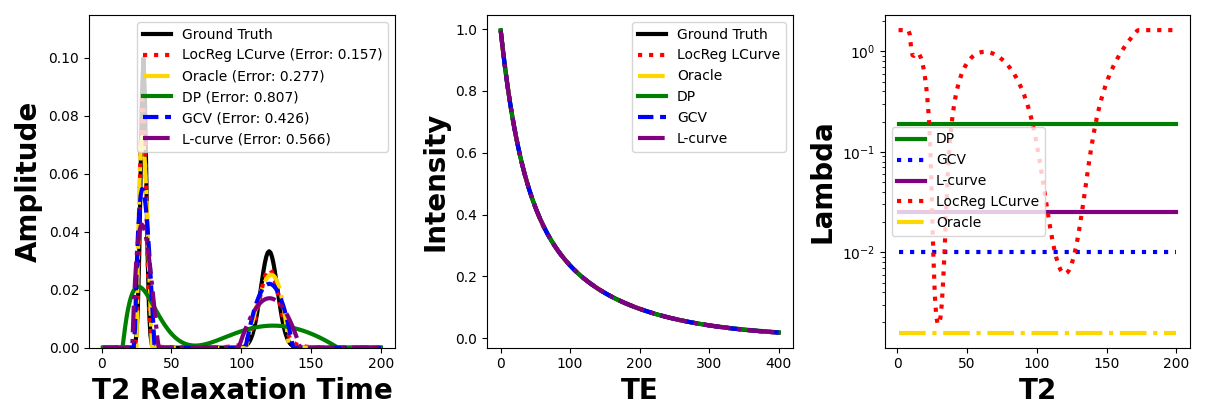 Amplitude
0.10
0.08
0.06
0.04
0.02
0.00
Ground Truth
LocReg LCurve (Error: 0.157)
Oracle (Error: 0.277)
DP (Error: 0.807)
GCV (Error: 0.426)
L-curve (Error: 0.566)
0 50 100 150 200
T2 Relaxation Time
Intensity
1.0
0.8
0.6
0.4
0.2
0.0
Ground Truth
LocReg LCurve
Oracle
DP
GCV
L-curve
0 100 200 300 400
TE
Lambda
10⁰
10⁻¹
10⁻²
DP
GCV
L-curve
LocReg LCurve
Oracle
0 50 100 150 200
T2